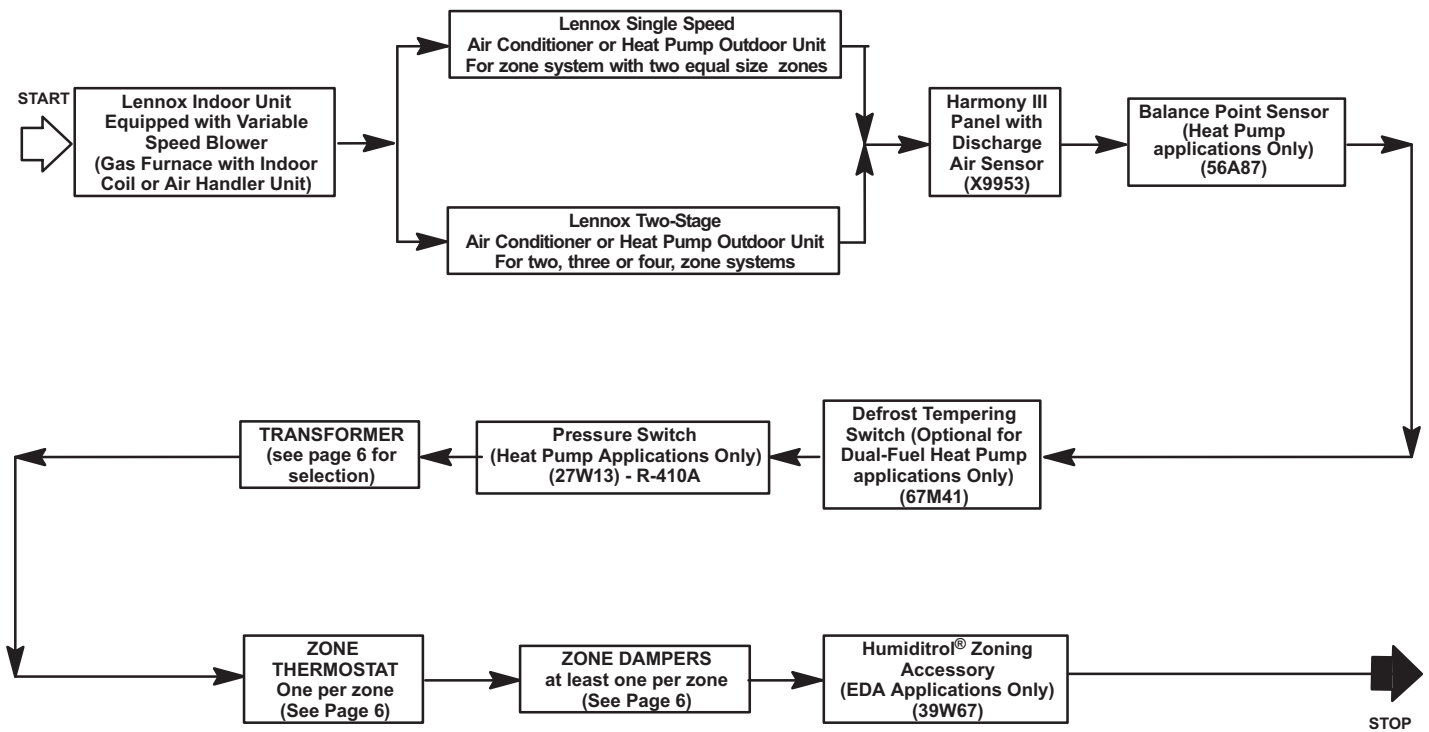 START
Lennox Indoor Unit
Equipped with Variable
Speed Blower
(Gas Furnace with Indoor
Coil or Air Handler Unit)
Lennox Single Speed
Air Conditioner or Heat Pump Outdoor Unit
For zone system with two equal size zones
Lennox Two-Stage
Air Conditioner or Heat Pump Outdoor Unit
For two, three or four, zone systems
Harmony III
Panel with
Discharge
Air Sensor
(X9953)
Balance Point Sensor
(Heat Pump
applications Only)
(56A87)
Defrost Tempering
Switch (Optional for
Dual-Fuel Heat Pump
applications Only)
(67M41)
Pressure Switch
(Heat Pump Applications Only)
(27W13) - R-410A
TRANSFORMER
(see page 6 for
selection)
ZONE
THERMOSTAT
One per zone
(See Page 6)
ZONE DAMPERS
at least one per zone
(See Page 6)
Humiditrol® Zoning
Accessory
(EDA Applications Only)
(39W67)
STOP